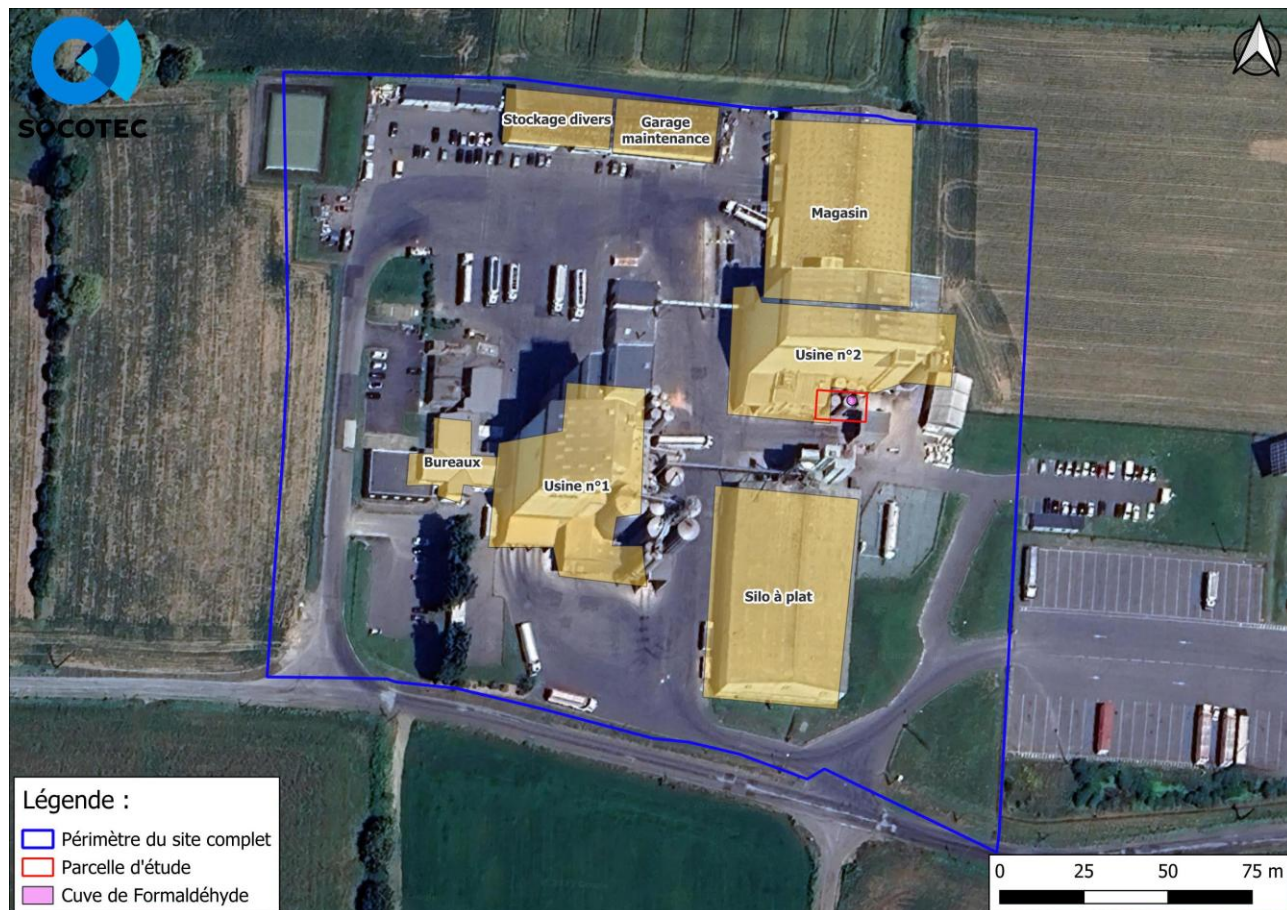 SOCOTEC
Stockage divers
Garage
maintenance
Magasin
Usine n°2
Bureaux
Usine n°1
Silo à plat
Légende :
Périmètre du site complet
Parcelle d'étude
Cuve de Formaldéhyde
0 25 50 75 m